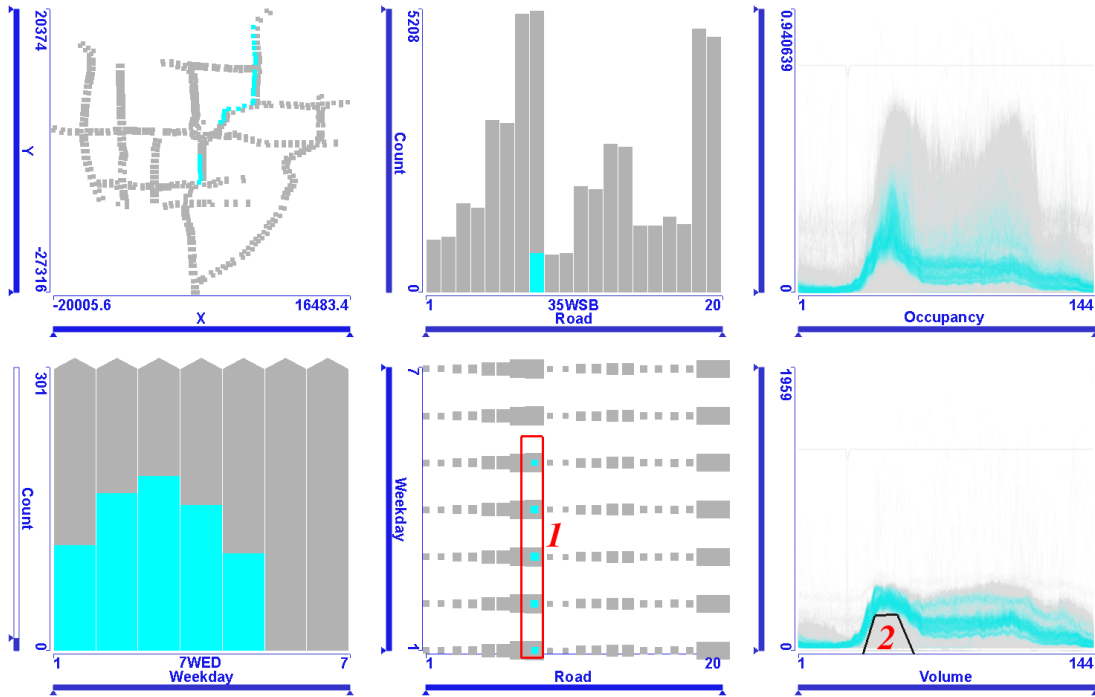 20374
Y
-27316
-20005.6
16483.4
X
5208
Count
0
1
35WSB
20
Road
0.940639
0
1
144
Occupancy
301
Count
0
1
7WED
7
Weekday
7
Weekday
1
1
1
20
Road
1959
0
2
1
144
Volume